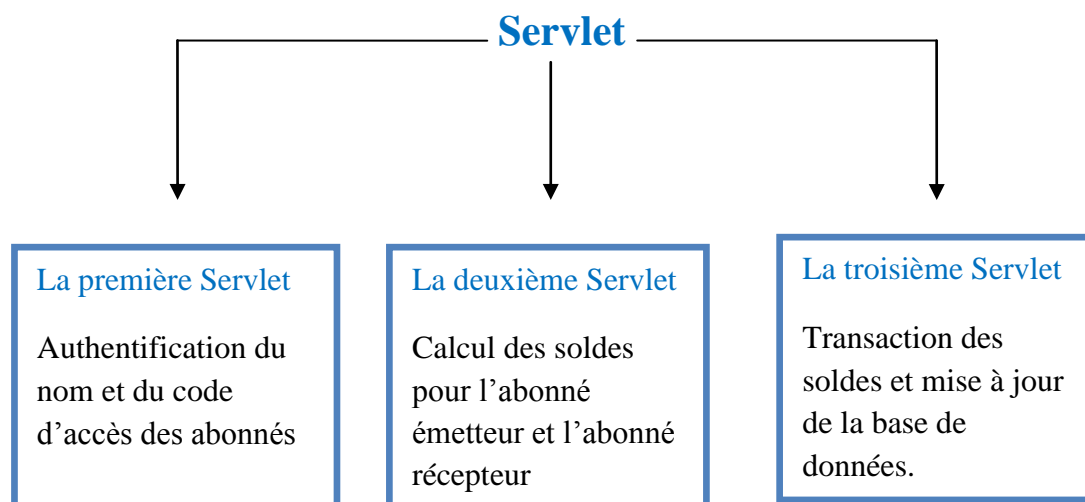 Servlet
La première Servlet
Authentification du
nom et du code
d’accès des abonnés
La deuxième Servlet
Calcul des soldes
pour l’abonné
émetteur et l’abonné
récepteur
La troisième Servlet
Transaction des
soldes et mise à jour
de la base de
données.